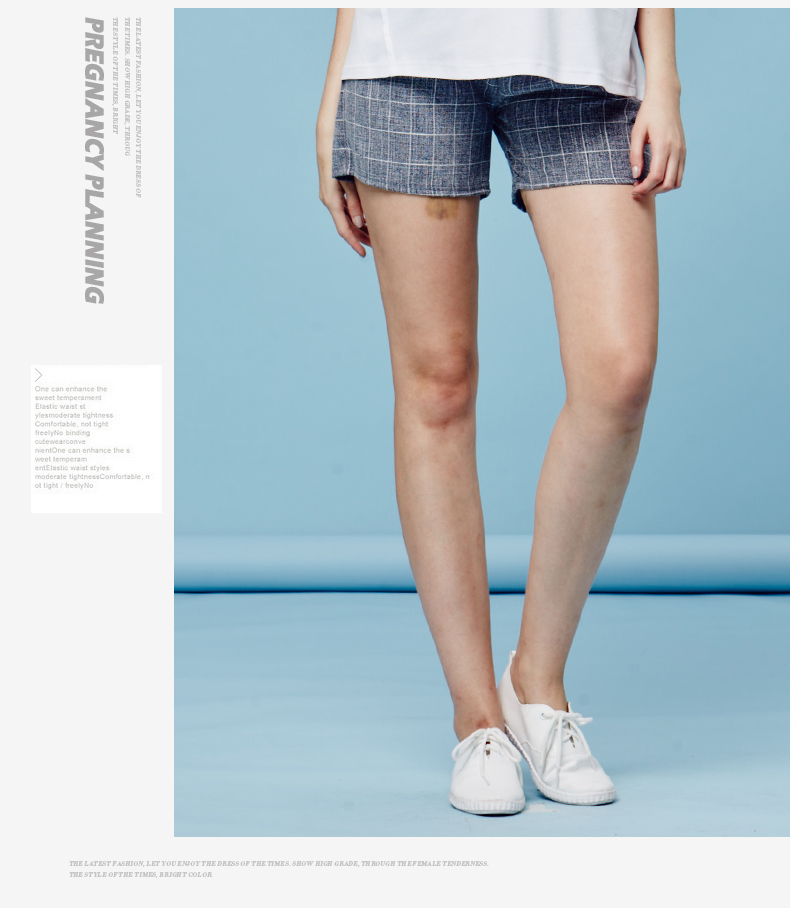 THE LATEST FASHION, LET YOU ENJOY THE DRESS OF
THE TIMES. SHOW HIGH GRADE, THROUG
THE STYLE OF THE TIMES, BRIGHT
PREGNANCY PLANNING
One can enhance the
sweet temperament
Elastic waist st
ylesmoderate tightness
Comfortable, not tight
freelyNo binding
cutewearconve
nientOne can enhance the s
weet temperam
entElastic waist styles
moderate tightnessComfortable, n
ot tight / freelyNo
THE LATEST FASHION, LET YOU ENJOY THE DRESS OF THE TIMES. SHOW HIGH GRADE, THROUGH THE FEMALE TENDERNESS.
THE STYLE OF THE TIMES, BRIGHT COLOR